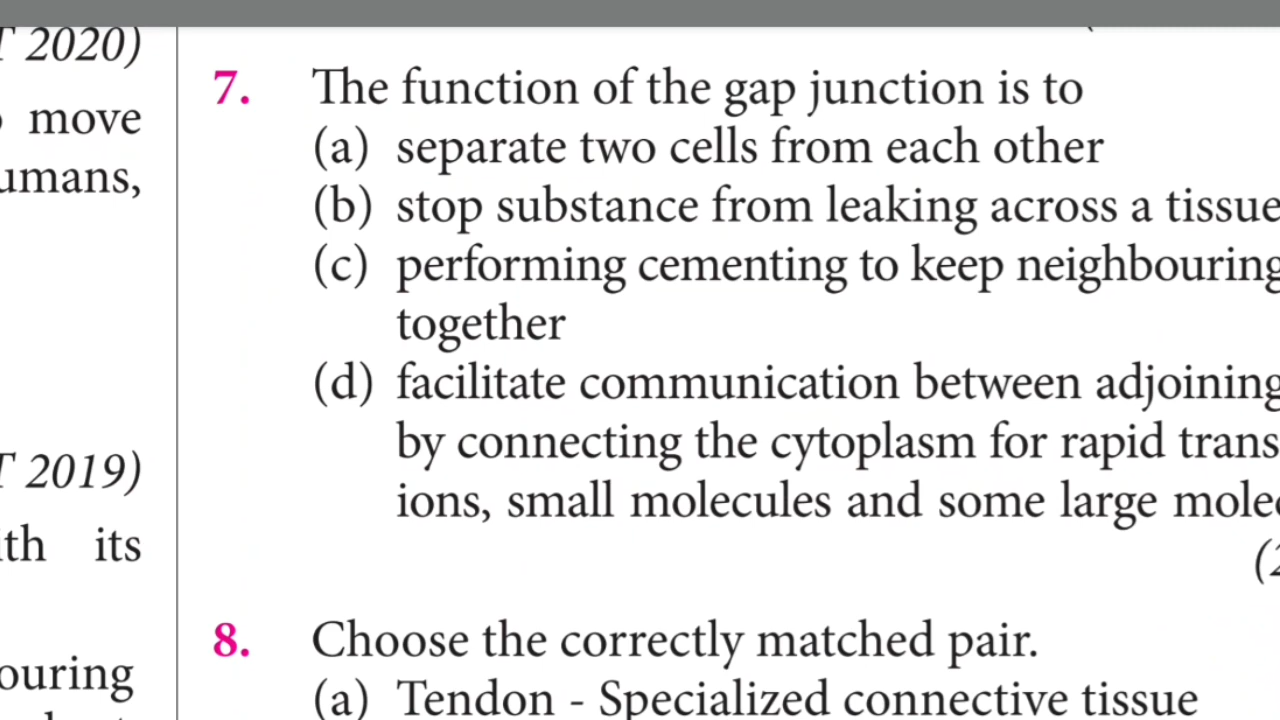 T 2020)
move
umans,
T 2019)
ith its
ouring
7. The function of the gap junction is to
(a) separate two cells from each other
(b) stop substance from leaking across a tissue
(c) performing cementing to keep neighbouring
together
(d) facilitate communication between adjoining
by connecting the cytoplasm for rapid trans
ions, small molecules and some large molec
(2
8. Choose the correctly matched pair.
(a) Tendon - Specialized connective tissue